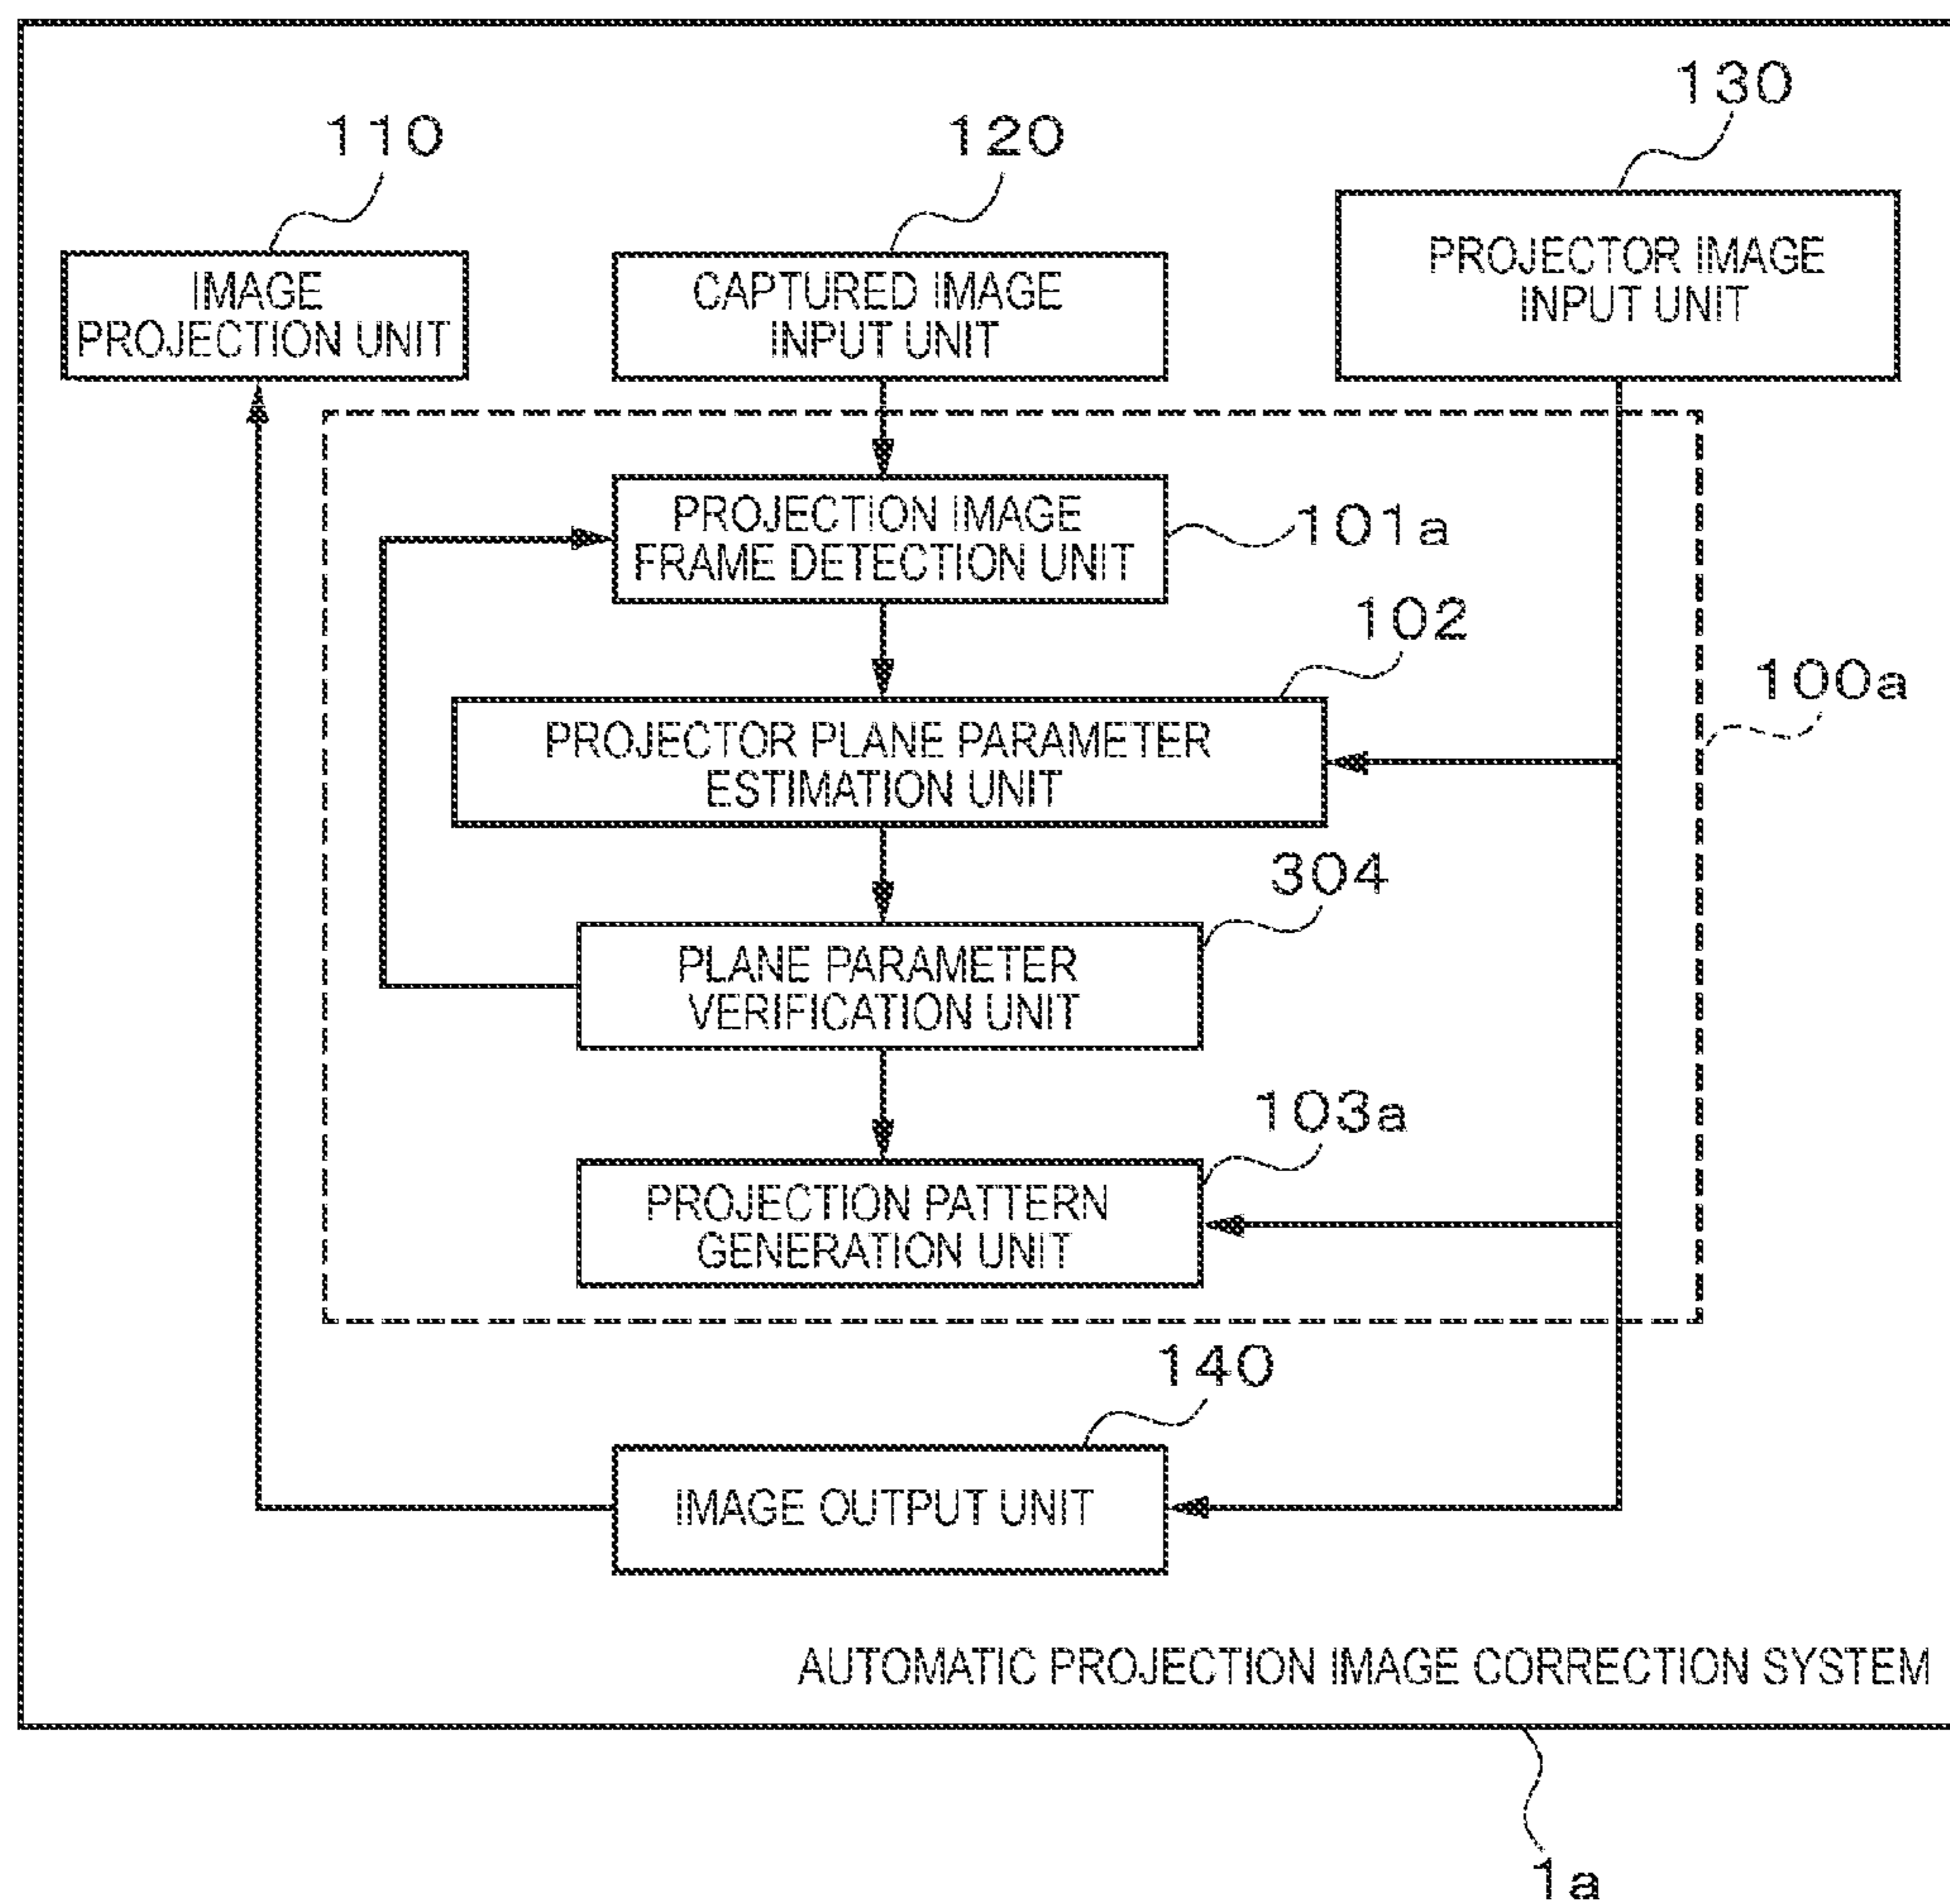 130
110
120
PROJECTOR IMAGE
INPUT UNIT
IMAGE
PROJECTION UNIT
CAPTURED IMAGE
INPUT UNIT
PROJECTION IMAGE
FRAME DETECTION UNIT
101a
102
100a
PROJECTOR PLANE PARAMETER
ESTIMATION UNIT
304
PLANE PARAMETER
VERIFICATION UNIT
103a
PROJECTION PATTERN
GENERATION UNIT
140
IMAGE OUTPUT UNIT
AUTOMATIC PROJECTION IMAGE CORRECTION SYSTEM
1a